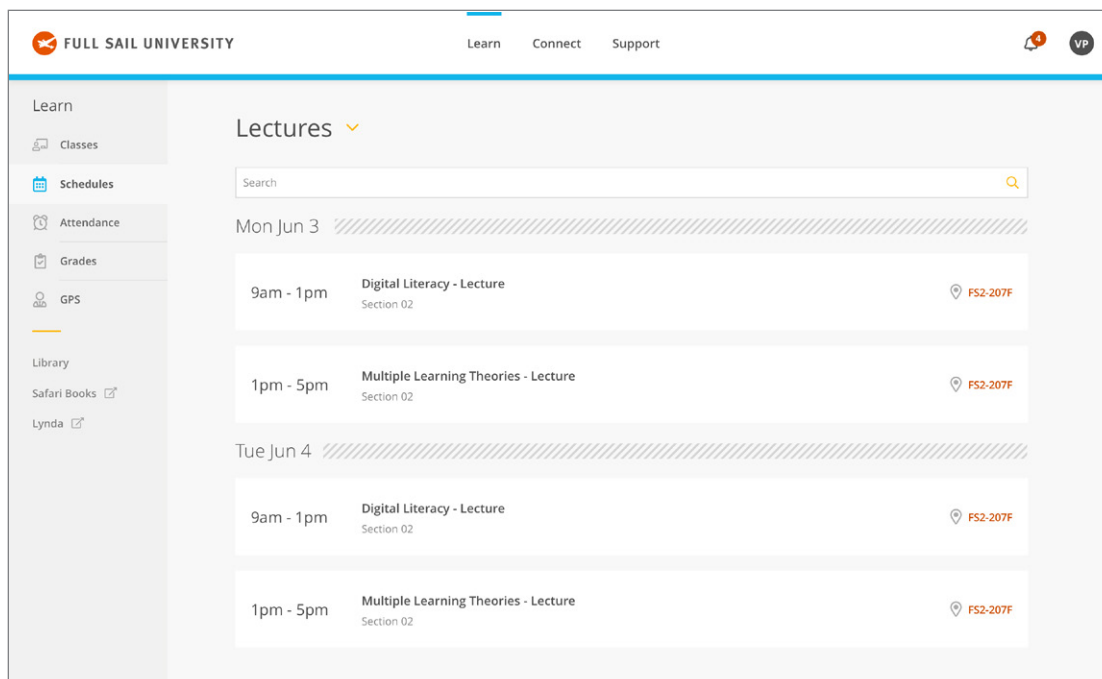 FULL SAIL UNIVERSITY
Learn Connect Support
4
VP
Learn
Classes
Schedules
Attendance
Grades
GPS
Library
Safari Books
Lynda
Lectures
Search
Mon Jun 3
9am - 1pm
Digital Literacy - Lecture
Section 02
FS2-207F
1pm - 5pm
Multiple Learning Theories - Lecture
Section 02
FS2-207F
Tue Jun 4
9am - 1pm
Digital Literacy - Lecture
Section 02
FS2-207F
1pm - 5pm
Multiple Learning Theories - Lecture
Section 02
FS2-207F